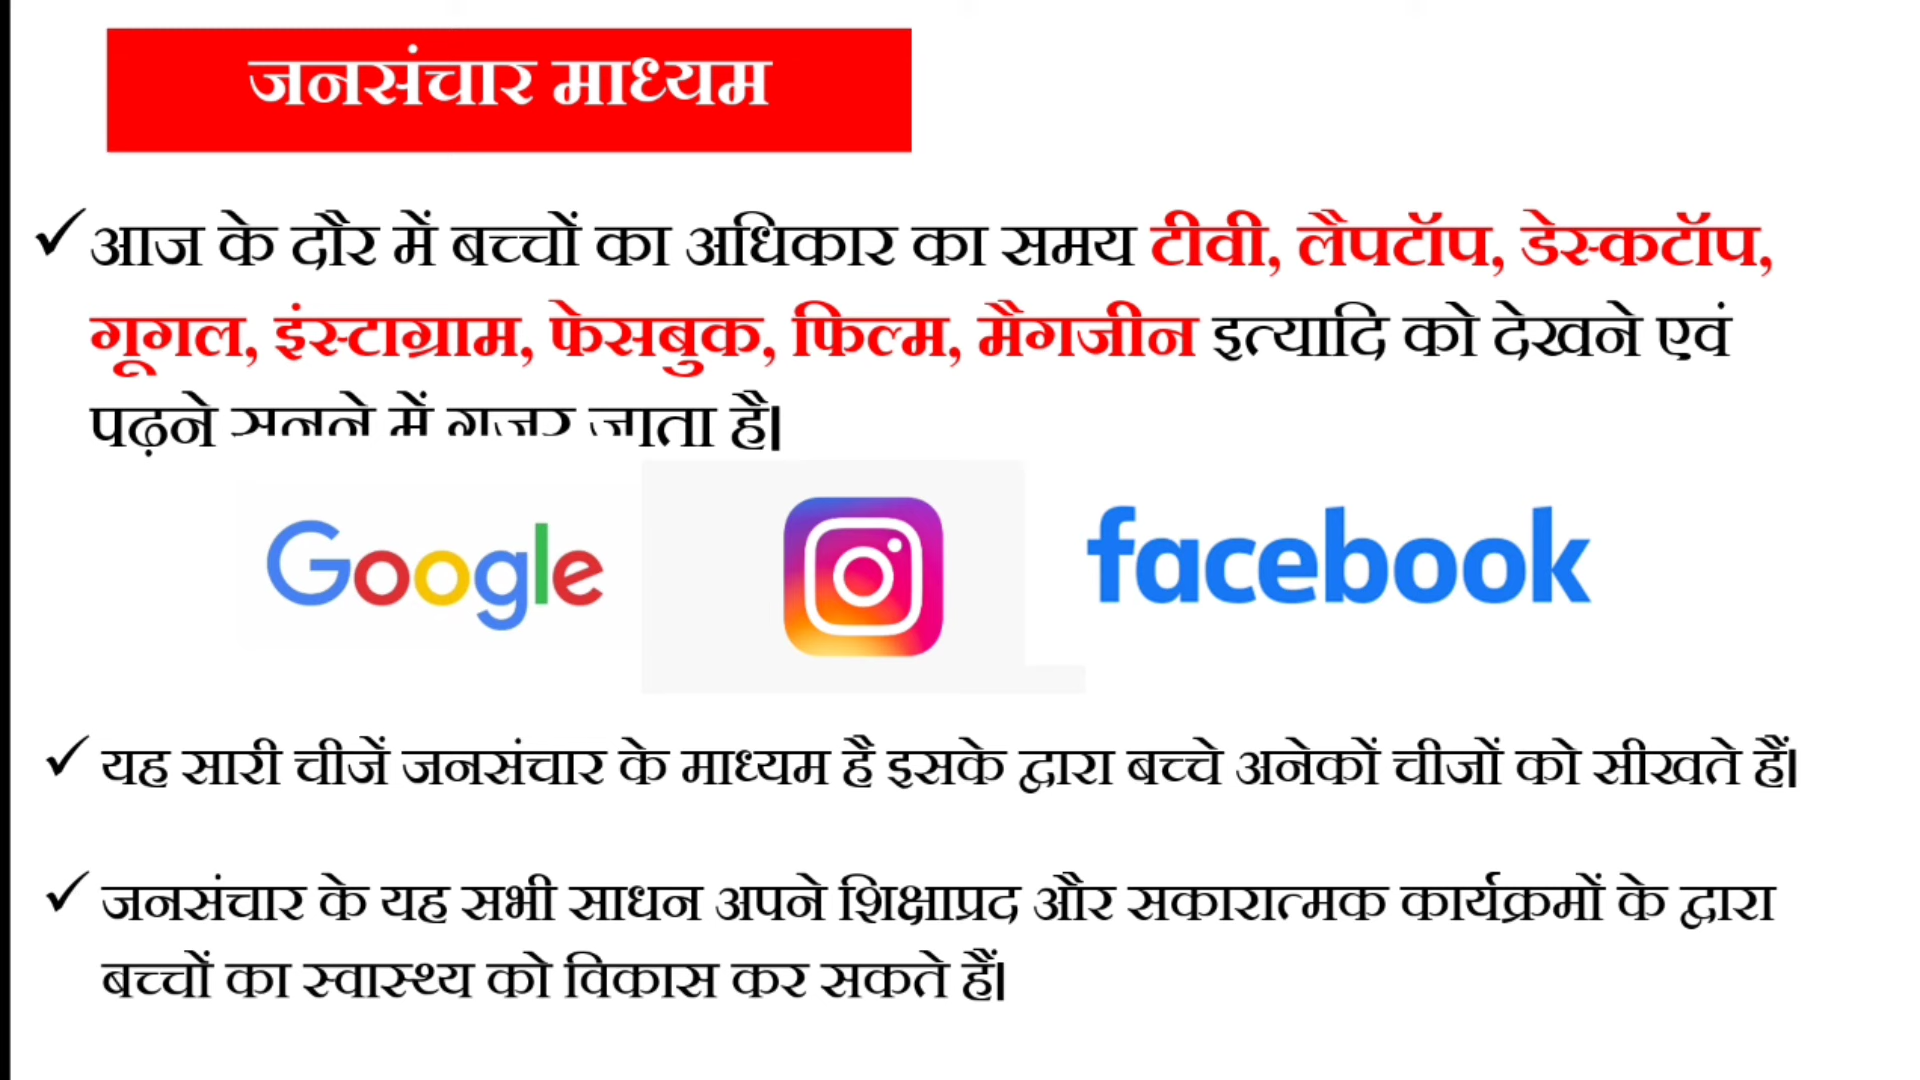 जनसंचार माध्यम
आज के दौर में बच्चों का अधिकार का समय टीवी, लैपटॉप, डेस्कटॉप,
गूगल, इंस्टाग्राम, फेसबुक, फिल्म, मैगजीन इत्यादि को देखने एवं
पढ़ने सुनने में गुजर जाता है।
Google
facebook
यह सारी चीजें जनसंचार के माध्यम है इसके द्वारा बच्चे अनेकों चीजों को सीखते हैं।
जनसंचार के यह सभी साधन अपने शिक्षाप्रद और सकारात्मक कार्यक्रमों के द्वारा
बच्चों का स्वास्थ्य को विकास कर सकते हैं।